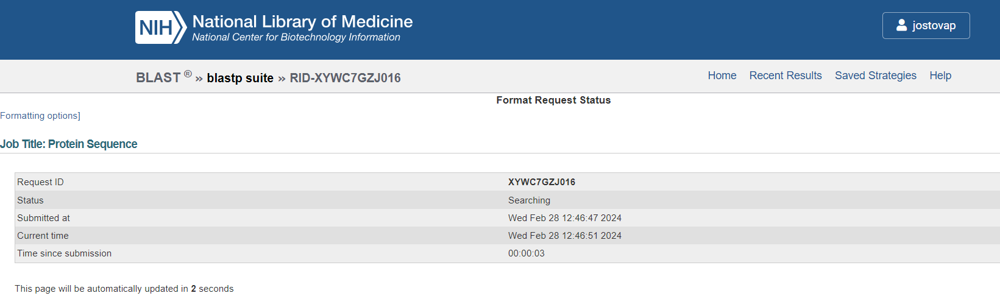 NIH National Library of Medicine
National Center for Biotechnology Information
jostovap
BLAST ® » blastp suite » RID-XYWC7GZJ016
Home Recent Results Saved Strategies Help
Format Request Status
Formatting options]
Job Title: Protein Sequence
Request ID XYWC7GZJ016
Status Searching
Submitted at Wed Feb 28 12:46:47 2024
Current time Wed Feb 28 12:46:51 2024
Time since submission 00:00:03
This page will be automatically updated in 2 seconds